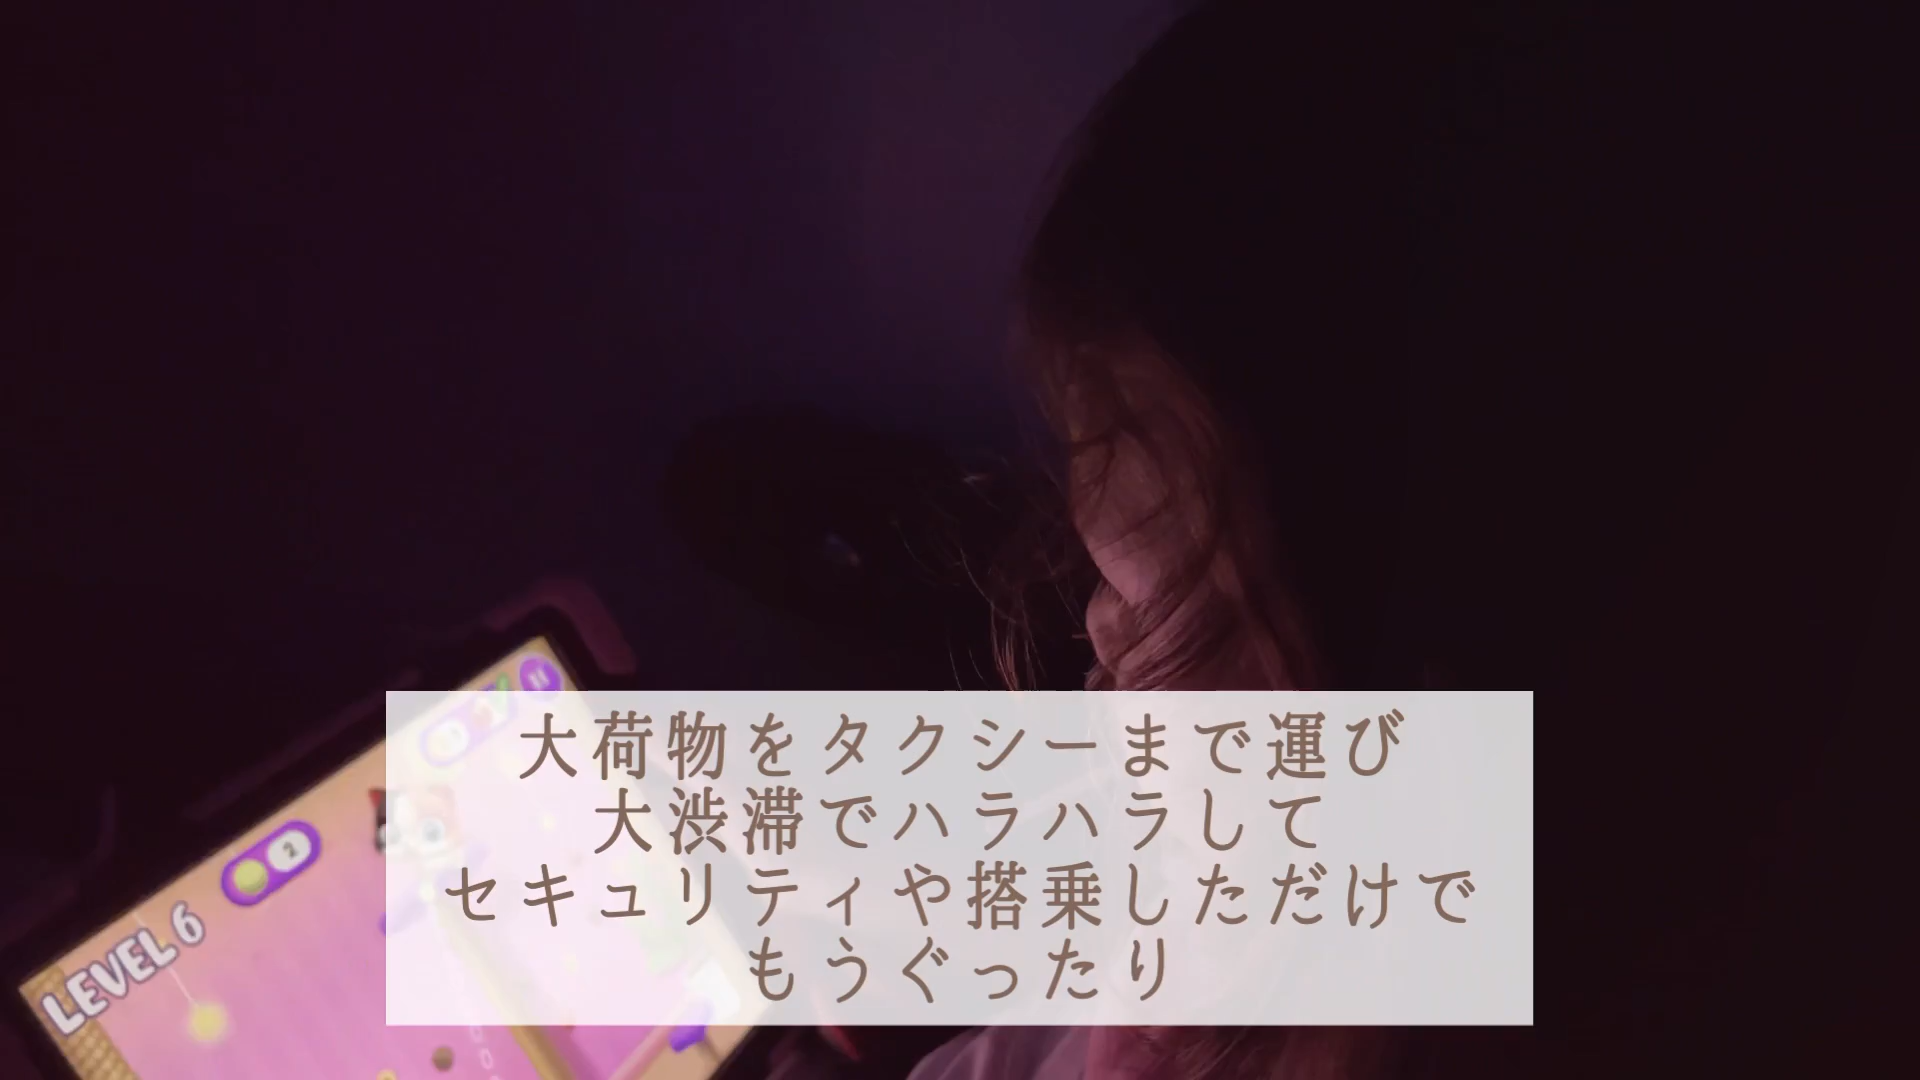 LEVEL 6
2
大荷物をタクシーまで運び
大渋滞でハラハラして
セキュリティや搭乗しただけで
もうぐったり